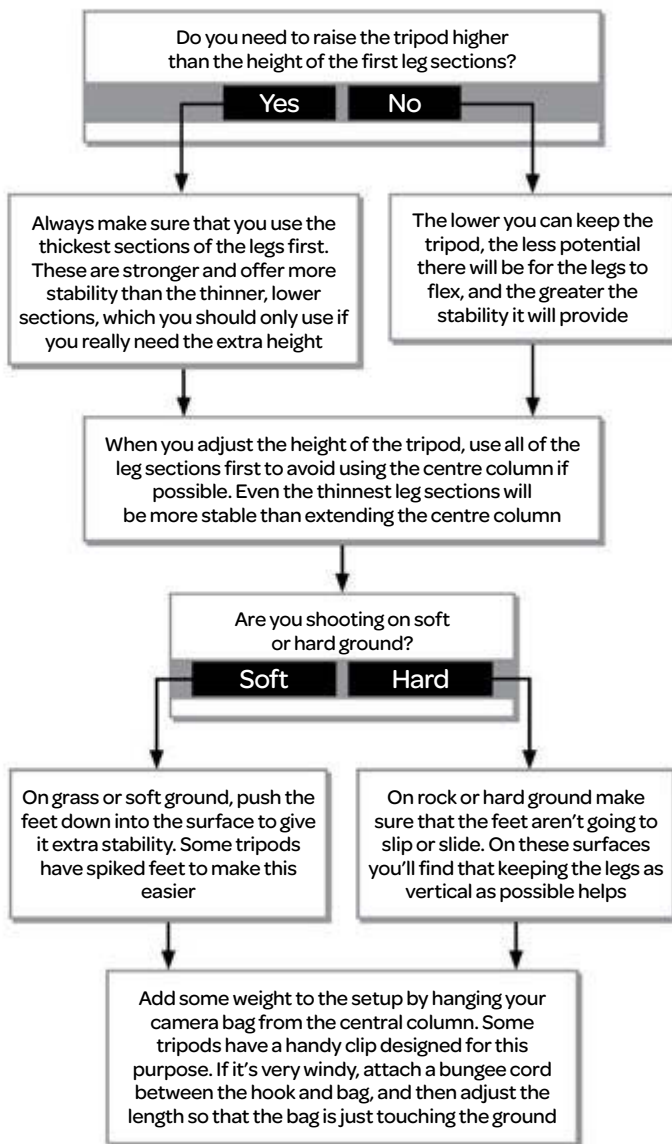 Do you need to raise the tripod higher
than the height of the first leg sections?
Yes
No
Always make sure that you use the
thickest sections of the legs first.
These are stronger and offer more
stability than the thinner, lower
sections, which you should only use if
you really need the extra height
The lower you can keep the
tripod, the less potential
there will be for the legs to
flex, and the greater the
stability it will provide
When you adjust the height of the tripod, use all of the
leg sections first to avoid using the centre column if
possible. Even the thinnest leg sections will
be more stable than extending the centre column
Are you shooting on soft
or hard ground?
Soft
Hard
On grass or soft ground, push the
feet down into the surface to give
it extra stability. Some tripods
have spiked feet to make this
easier
On rock or hard ground make
sure that the feet aren't going to
slip or slide. On these surfaces
you'll find that keeping the legs as
vertical as possible helps
Add some weight to the setup by hanging your
camera bag from the central column. Some
tripods have a handy clip designed for this
purpose. If it's very windy, attach a bungee cord
between the hook and bag, and then adjust the
length so that the bag is just touching the ground